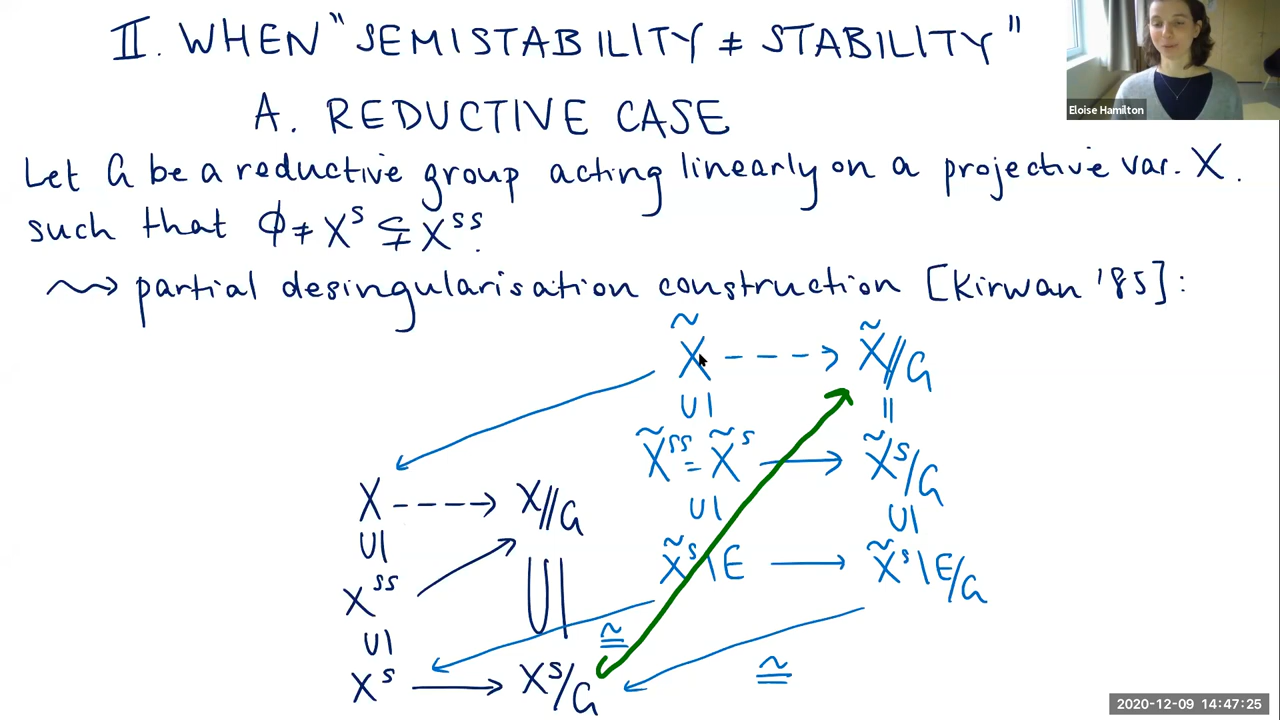 II. WHEN "SEMISTABILITY ≠ STABILITY"
Eloise Hamilton
A. REDUCTIVE CASE
Let G be a reductive group acting linearly on a projective var. X.
such that ∅ ≠ X^s ⊊ X^ss.
⇝ partial desingularisation construction [Kirwan '85]:
X̃ ⇢ X̃//G
∪| ||
X̃^ss = X̃^s → X̃^s/G
X ⇢ X//G ∪| ∪|
∪|
X̃^s\E → X̃^s\E/G
X^ss ∪|
∪| ≅
X^s → X^s/G ≅
2020-12-09 14:47:25